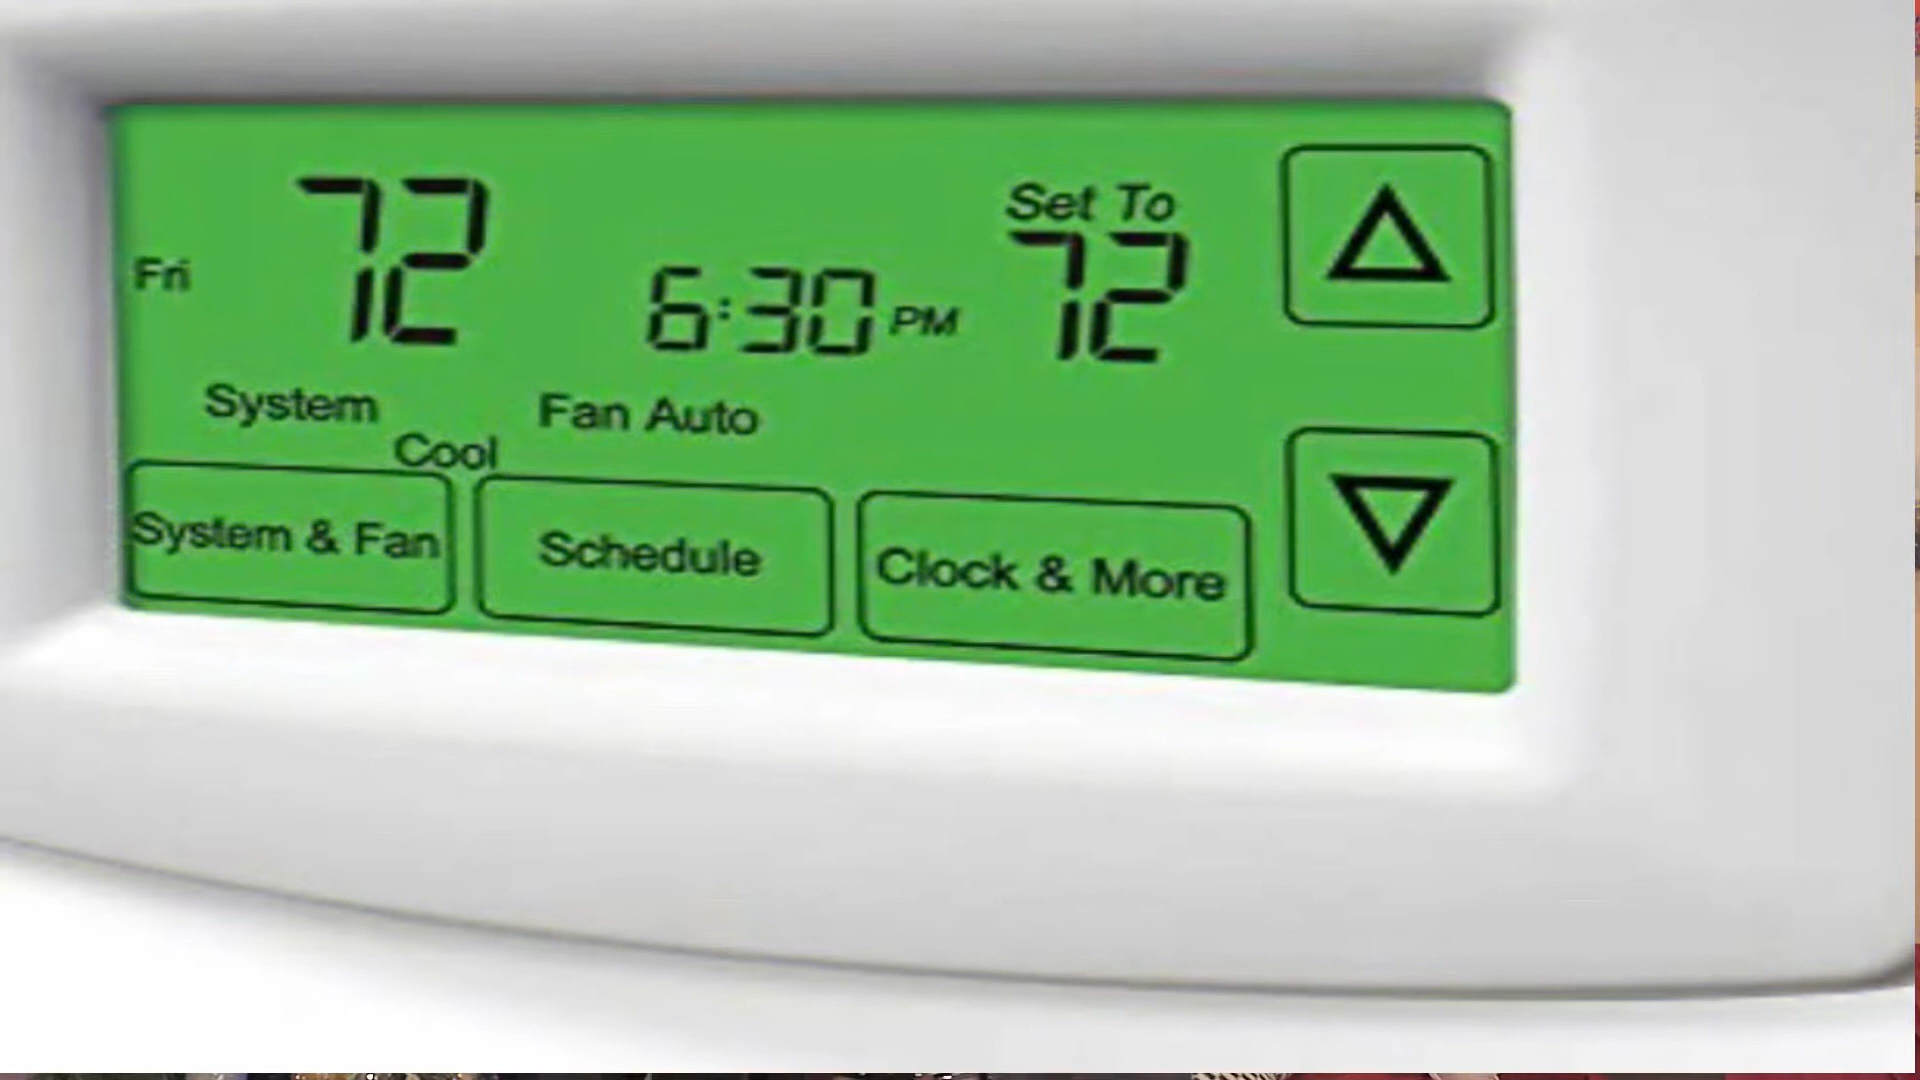 Fri
72
6:30 PM
Set To
72
System
Cool
Fan Auto
System & Fan
Schedule
Clock & More